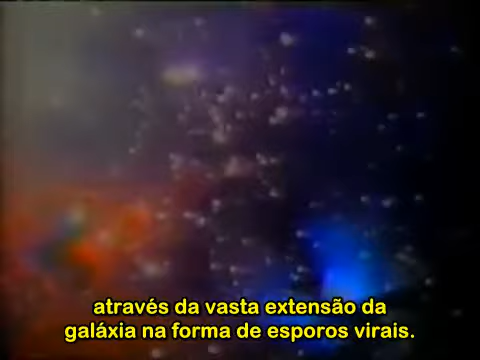 através da vasta extensão da
galáxia na forma de esporos virais.